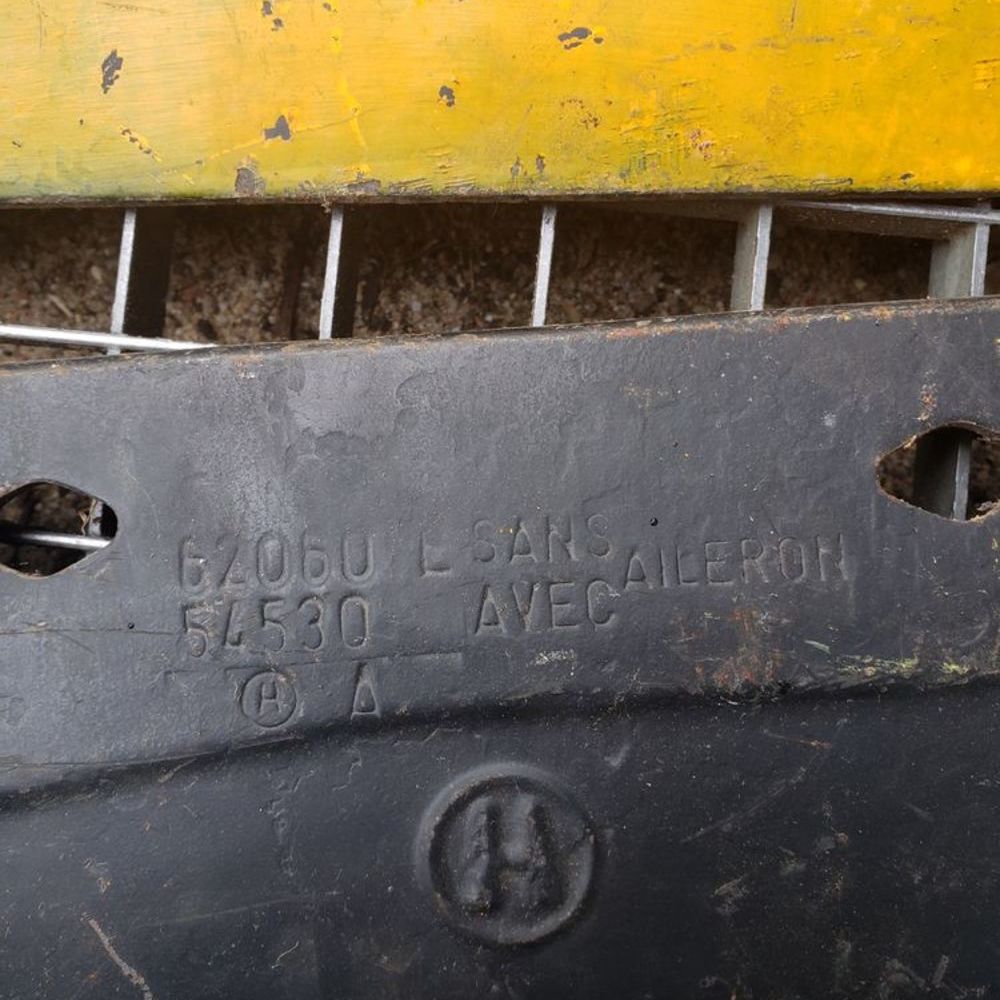 62060 L SANS AILERON
54530 AVEC
H A
H